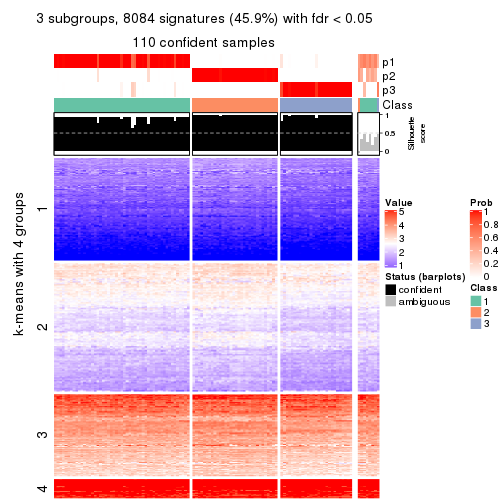 3 subgroups, 8084 signatures (45.9%) with fdr < 0.05
110 confident samples
p1
p2
p3
Class
1
0.5
0
Silhouette
score
k-means with 4 groups
1
2
3
4
Value
5
4
3
2
1
Status (barplots)
confident
ambiguous
Prob
1
0.8
0.6
0.4
0.2
0
Class
1
2
3